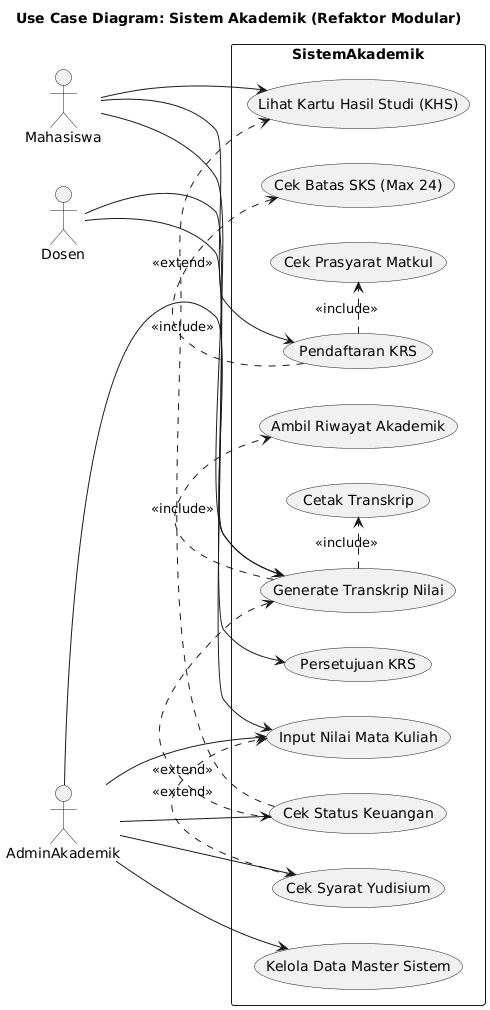 Use Case Diagram: Sistem Akademik (Refaktor Modular)
SistemAkademik
Mahasiswa
Lihat Kartu Hasil Studi (KHS)
Cek Batas SKS (Max 24)
Dosen
«extend»
Cek Prasyarat Matkul
«include»
«include»
Pendaftaran KRS
Ambil Riwayat Akademik
Cetak Transkrip
«include»
«include»
Generate Transkrip Nilai
Persetujuan KRS
Input Nilai Mata Kuliah
«extend»
«extend»
Cek Status Keuangan
AdminAkademik
Cek Syarat Yudisium
Kelola Data Master Sistem